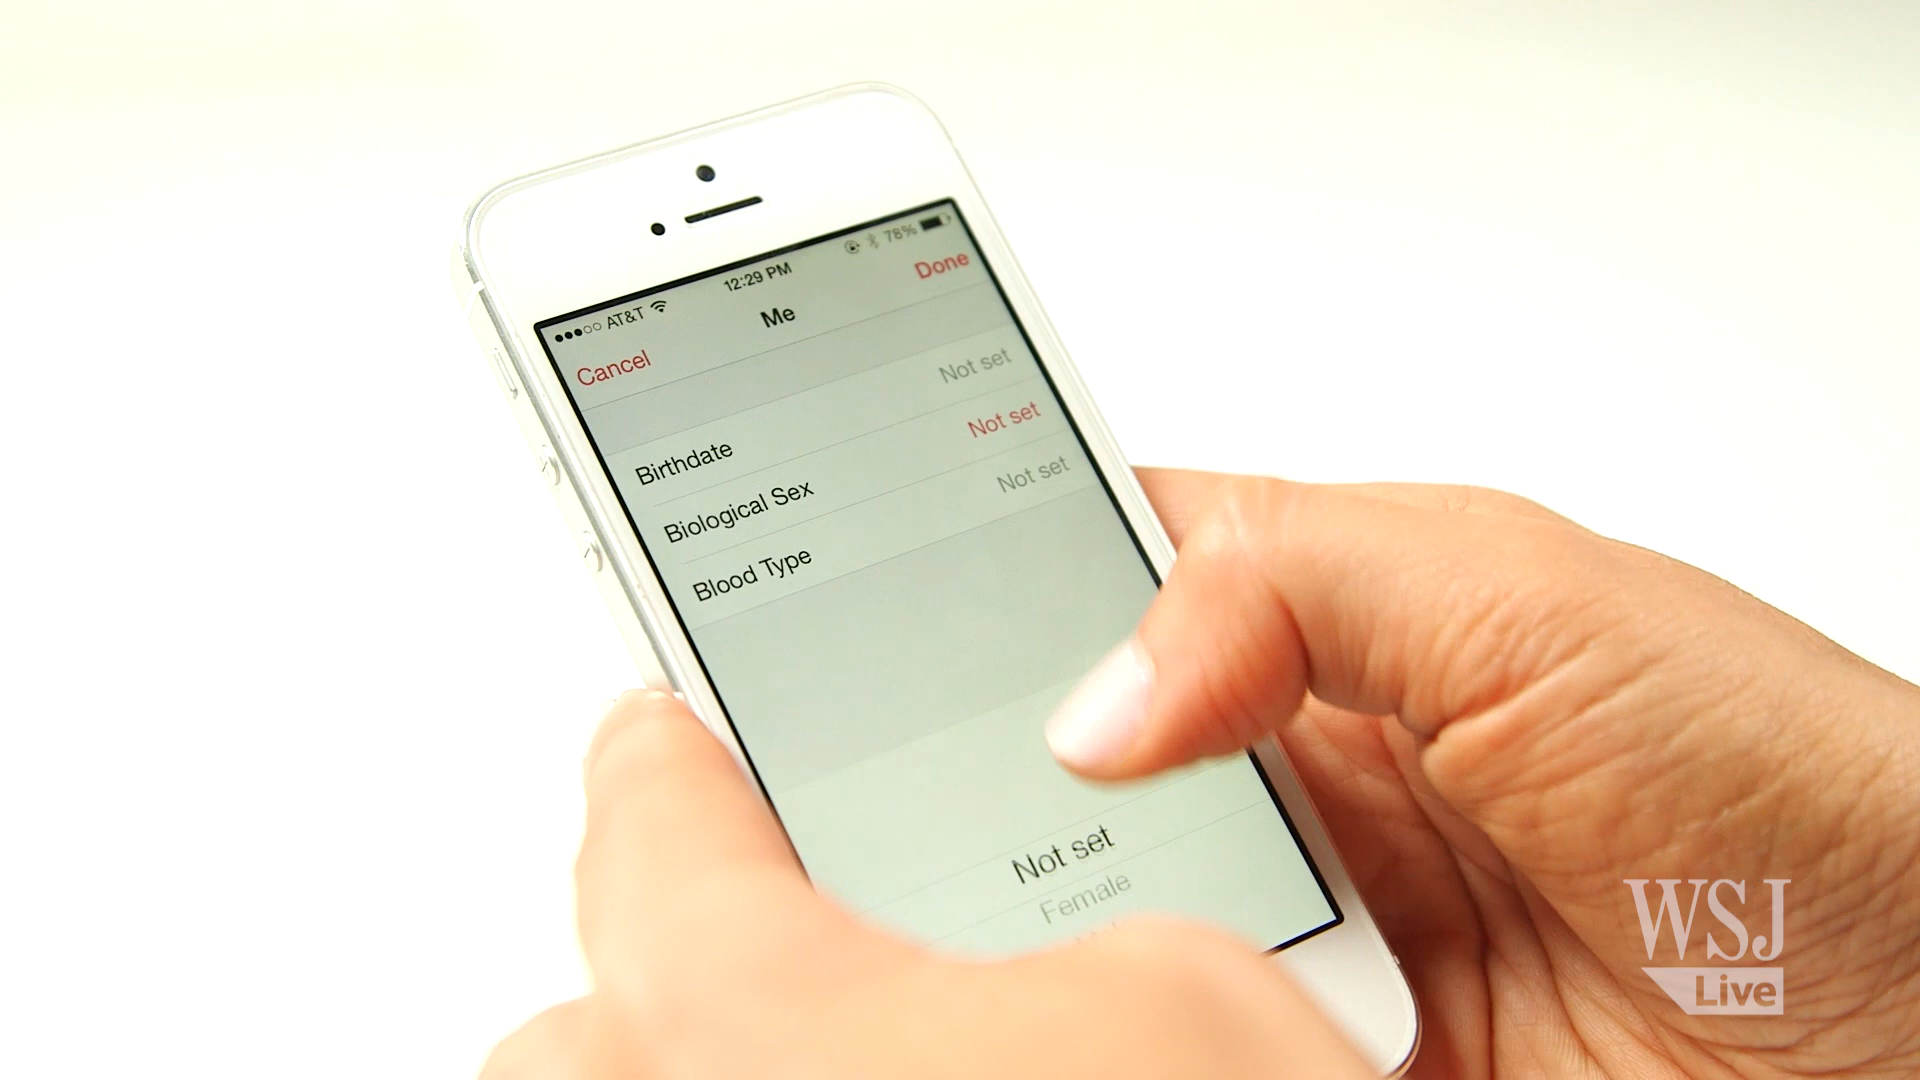 AT&T 12:29 PM 78%
Cancel Me Done
Birthdate Not set
Biological Sex Not set
Blood Type Not set
Not set
Female
WSJ
Live